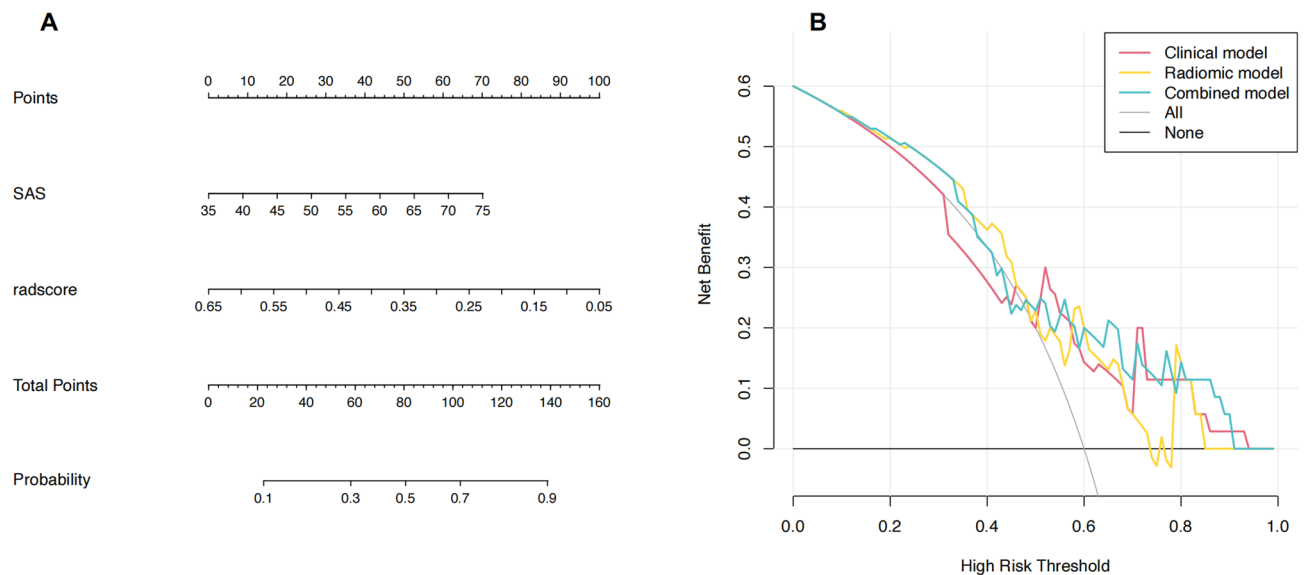 A
0 10 20 30 40 50 60 70 80 90 100
Points
SAS
35 40 45 50 55 60 65 70 75
radscore
0.65 0.55 0.45 0.35 0.25 0.15 0.05
Total Points
0 20 40 60 80 100 120 140 160
Probability
0.1 0.3 0.5 0.7 0.9
B
Clinical model
Radiomic model
Combined model
All
None
Net Benefit
0.6
0.5
0.4
0.3
0.2
0.1
0.0
0.0 0.2 0.4 0.6 0.8 1.0
High Risk Threshold